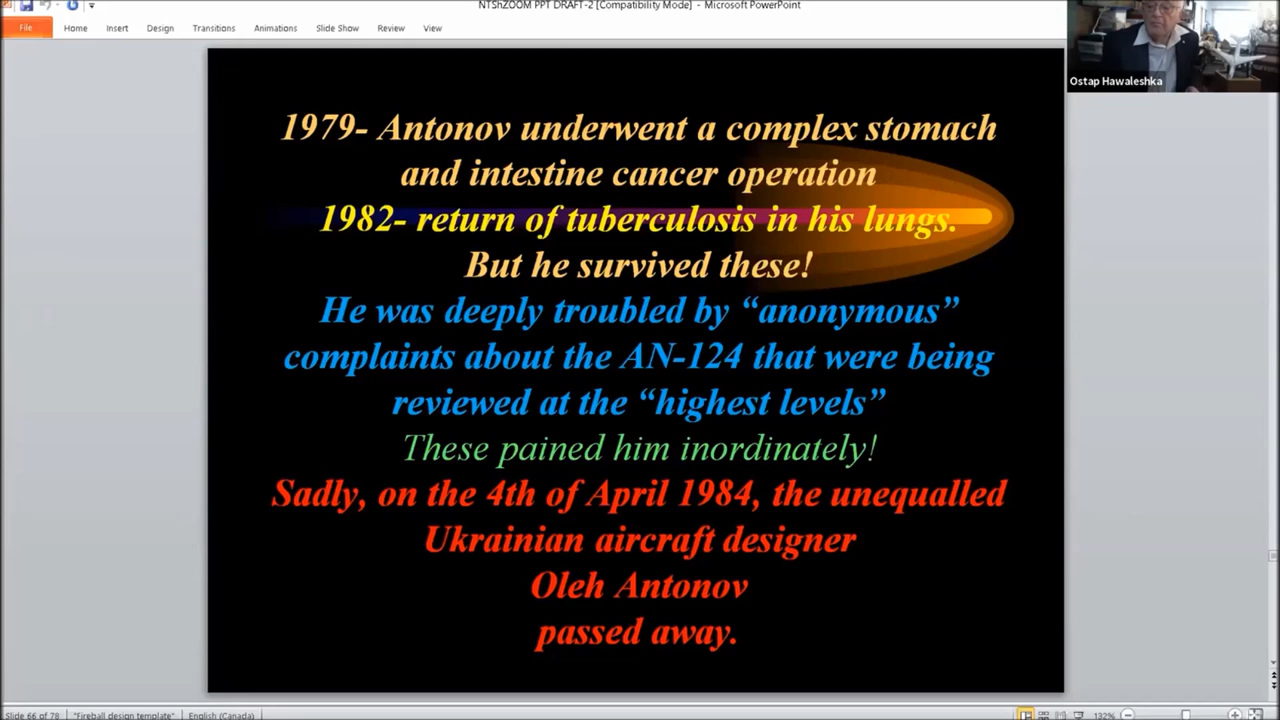 NTShZOOM PPT DRAFT-2 [Compatibility Mode] - Microsoft PowerPoint
File Home Insert Design Transitions Animations Slide Show Review View
Ostap Hawaleshka
1979- Antonov underwent a complex stomach
and intestine cancer operation
1982- return of tuberculosis in his lungs.
But he survived these!
He was deeply troubled by “anonymous”
complaints about the AN-124 that were being
reviewed at the “highest levels”
These pained him inordinately!
Sadly, on the 4th of April 1984, the unequalled
Ukrainian aircraft designer
Oleh Antonov
passed away.
Slide 66 of 78 "Fireball design template" English (Canada) 132%